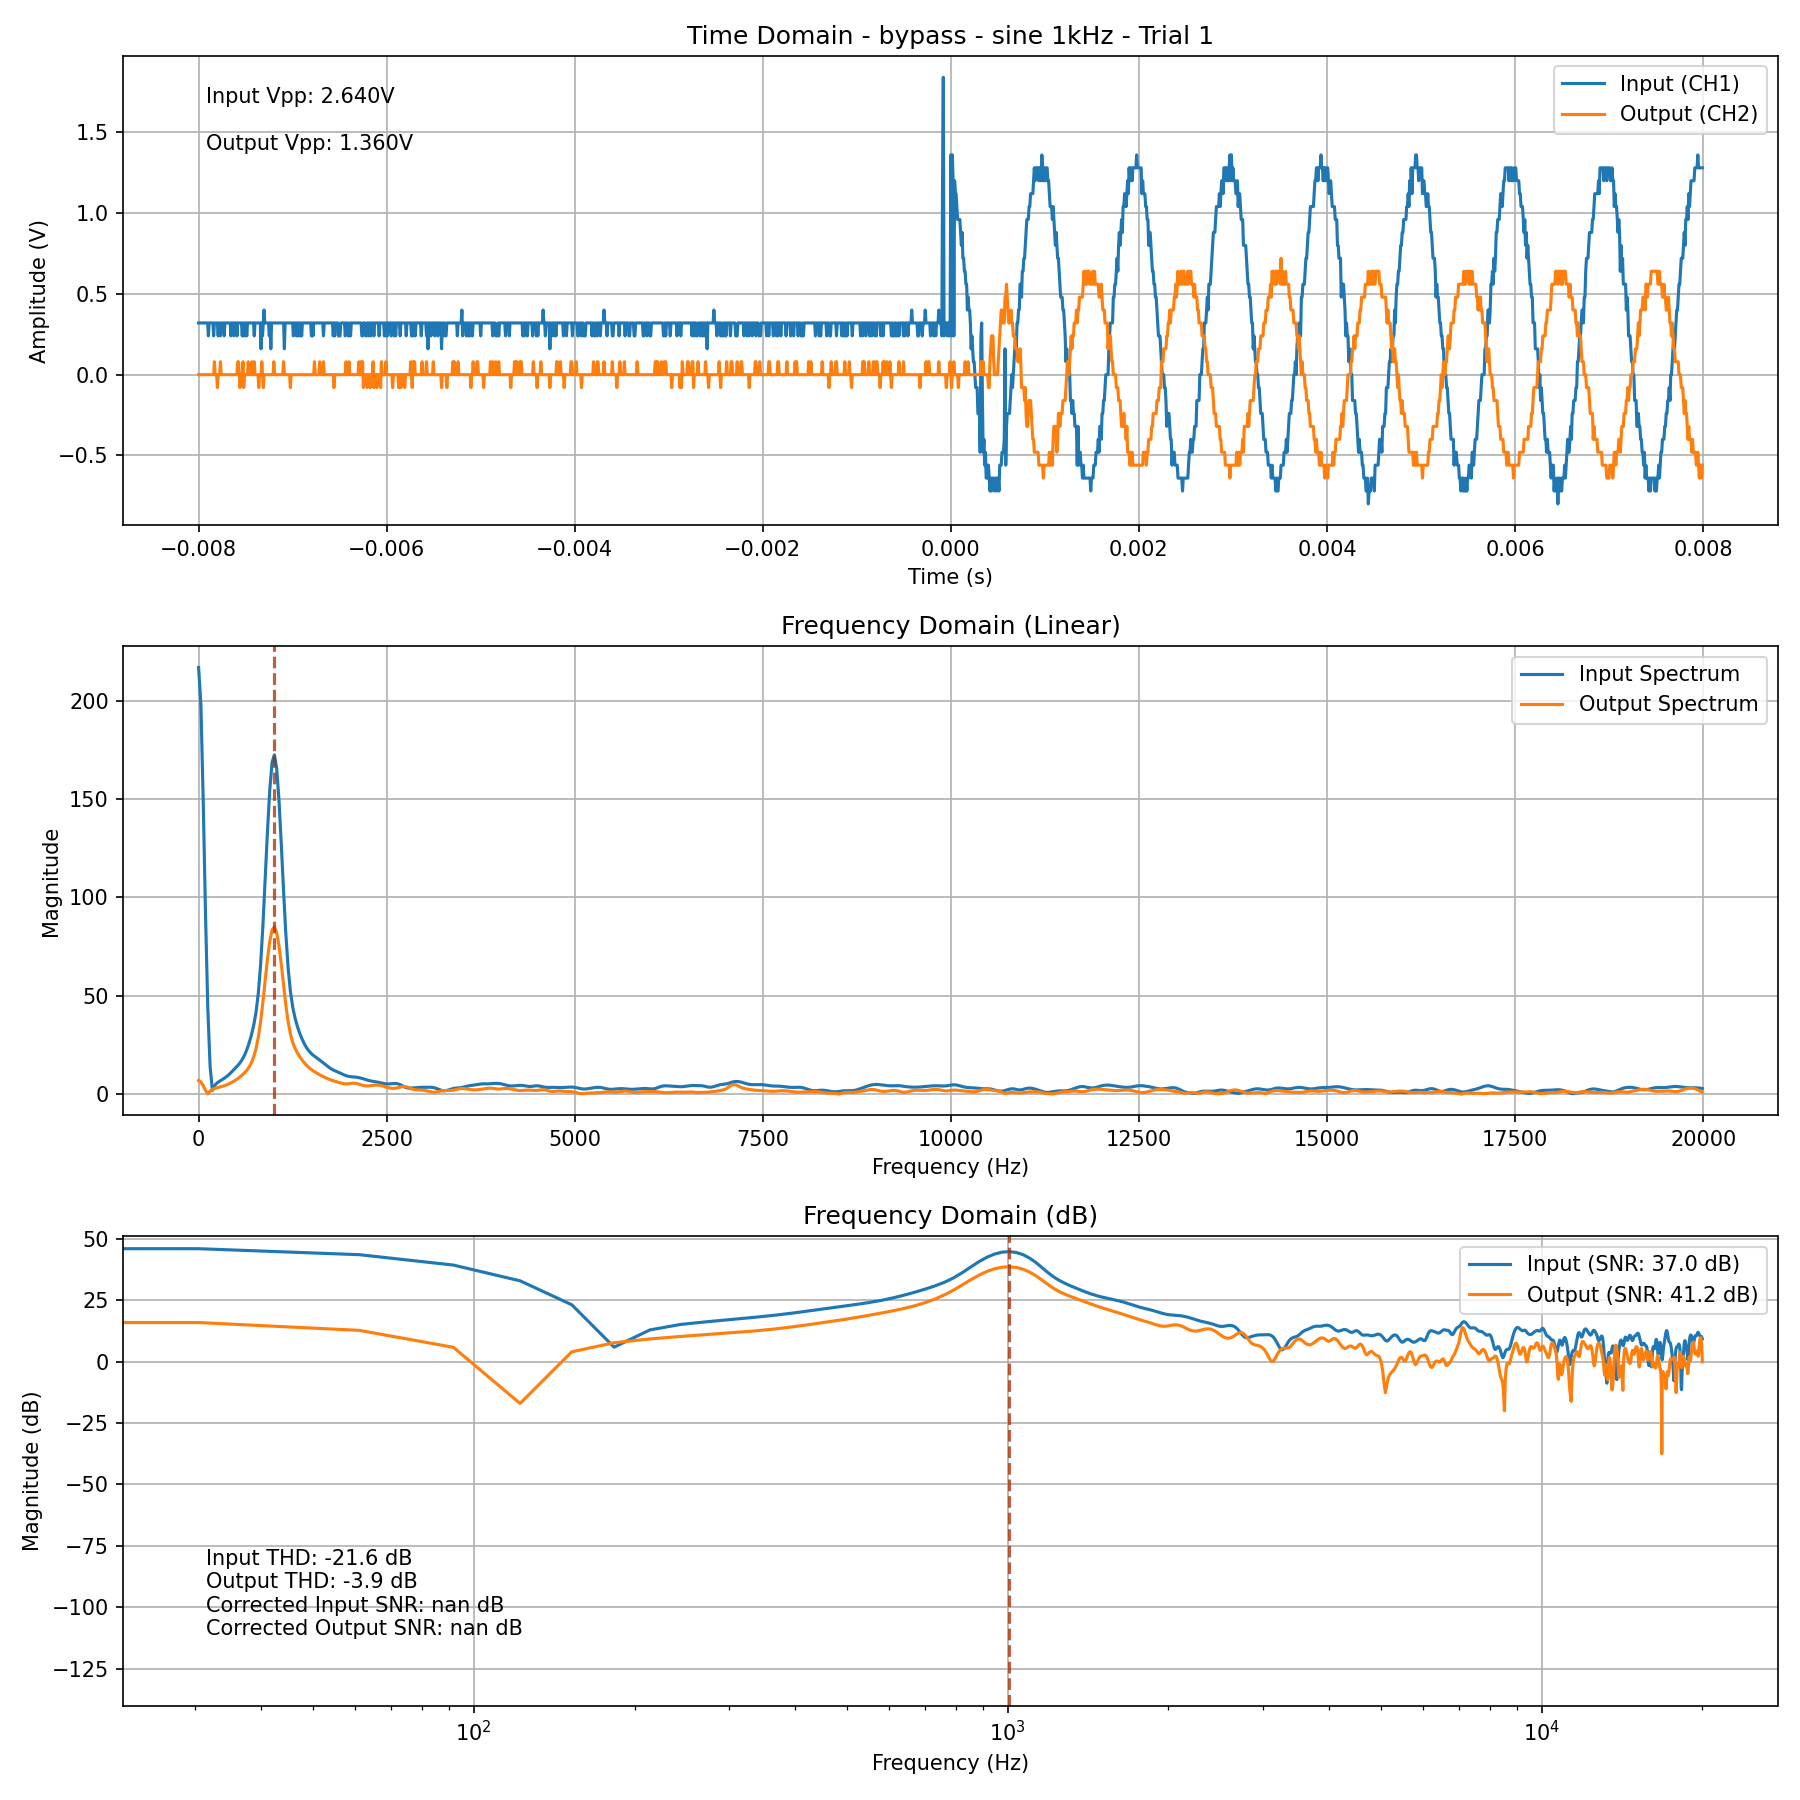 Time Domain - bypass - sine 1kHz - Trial 1
Input Vpp: 2.640V
Output Vpp: 1.360V
Input (CH1)
Output (CH2)
Amplitude (V)
1.5
1.0
0.5
0.0
−0.5
−0.008
−0.006
−0.004
−0.002
0.000
0.002
0.004
0.006
0.008
Time (s)
Frequency Domain (Linear)
Input Spectrum
Output Spectrum
Magnitude
200
150
100
50
0
0
2500
5000
7500
10000
12500
15000
17500
20000
Frequency (Hz)
Frequency Domain (dB)
Input (SNR: 37.0 dB)
Output (SNR: 41.2 dB)
Magnitude (dB)
50
25
0
−25
−50
−75
−100
−125
Input THD: -21.6 dB
Output THD: -3.9 dB
Corrected Input SNR: nan dB
Corrected Output SNR: nan dB
10²
10³
10⁴
Frequency (Hz)